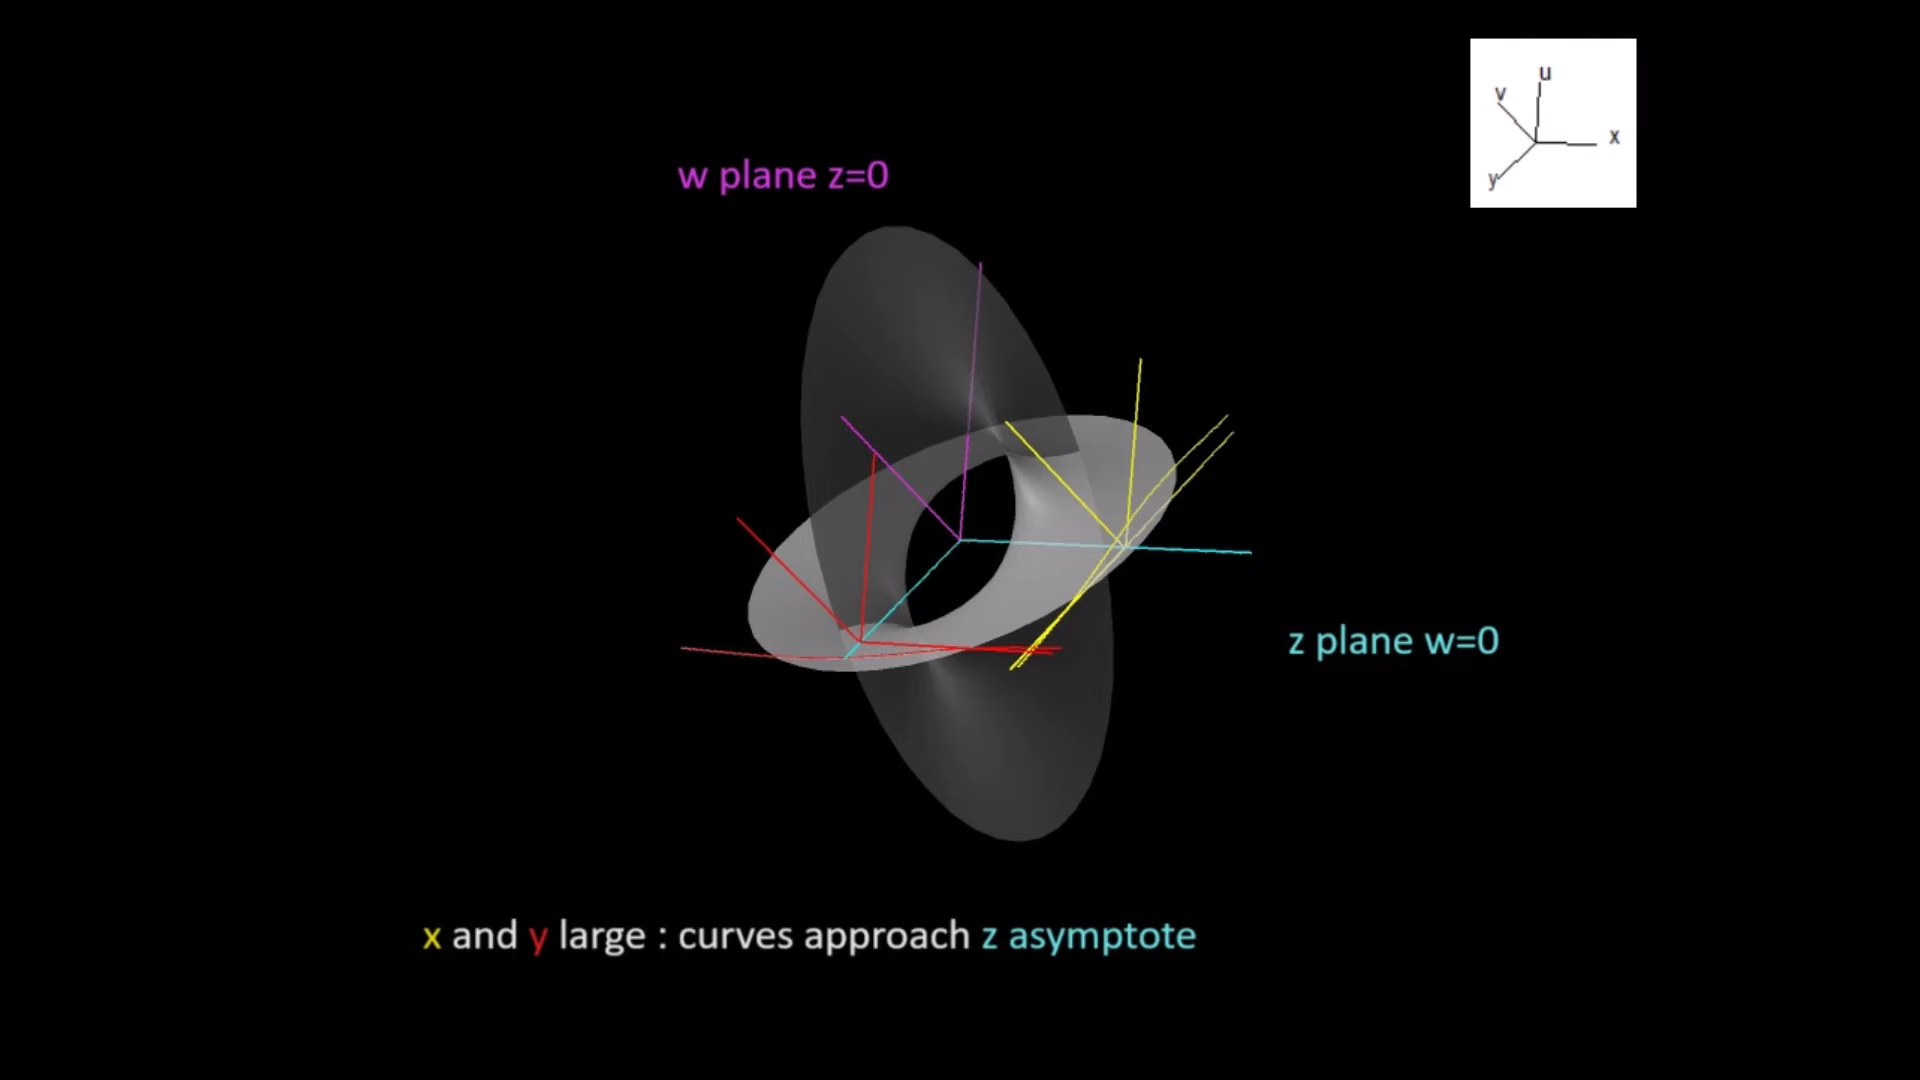 u
v
x
y
w plane z=0
z plane w=0
x and y large : curves approach z asymptote